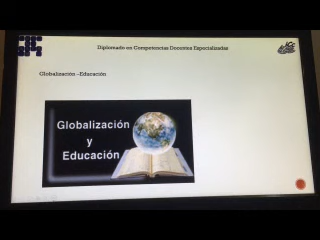 Diplomado en Competencias Docentes Especializadas
Globalización –Educación
Globalización
y
Educación